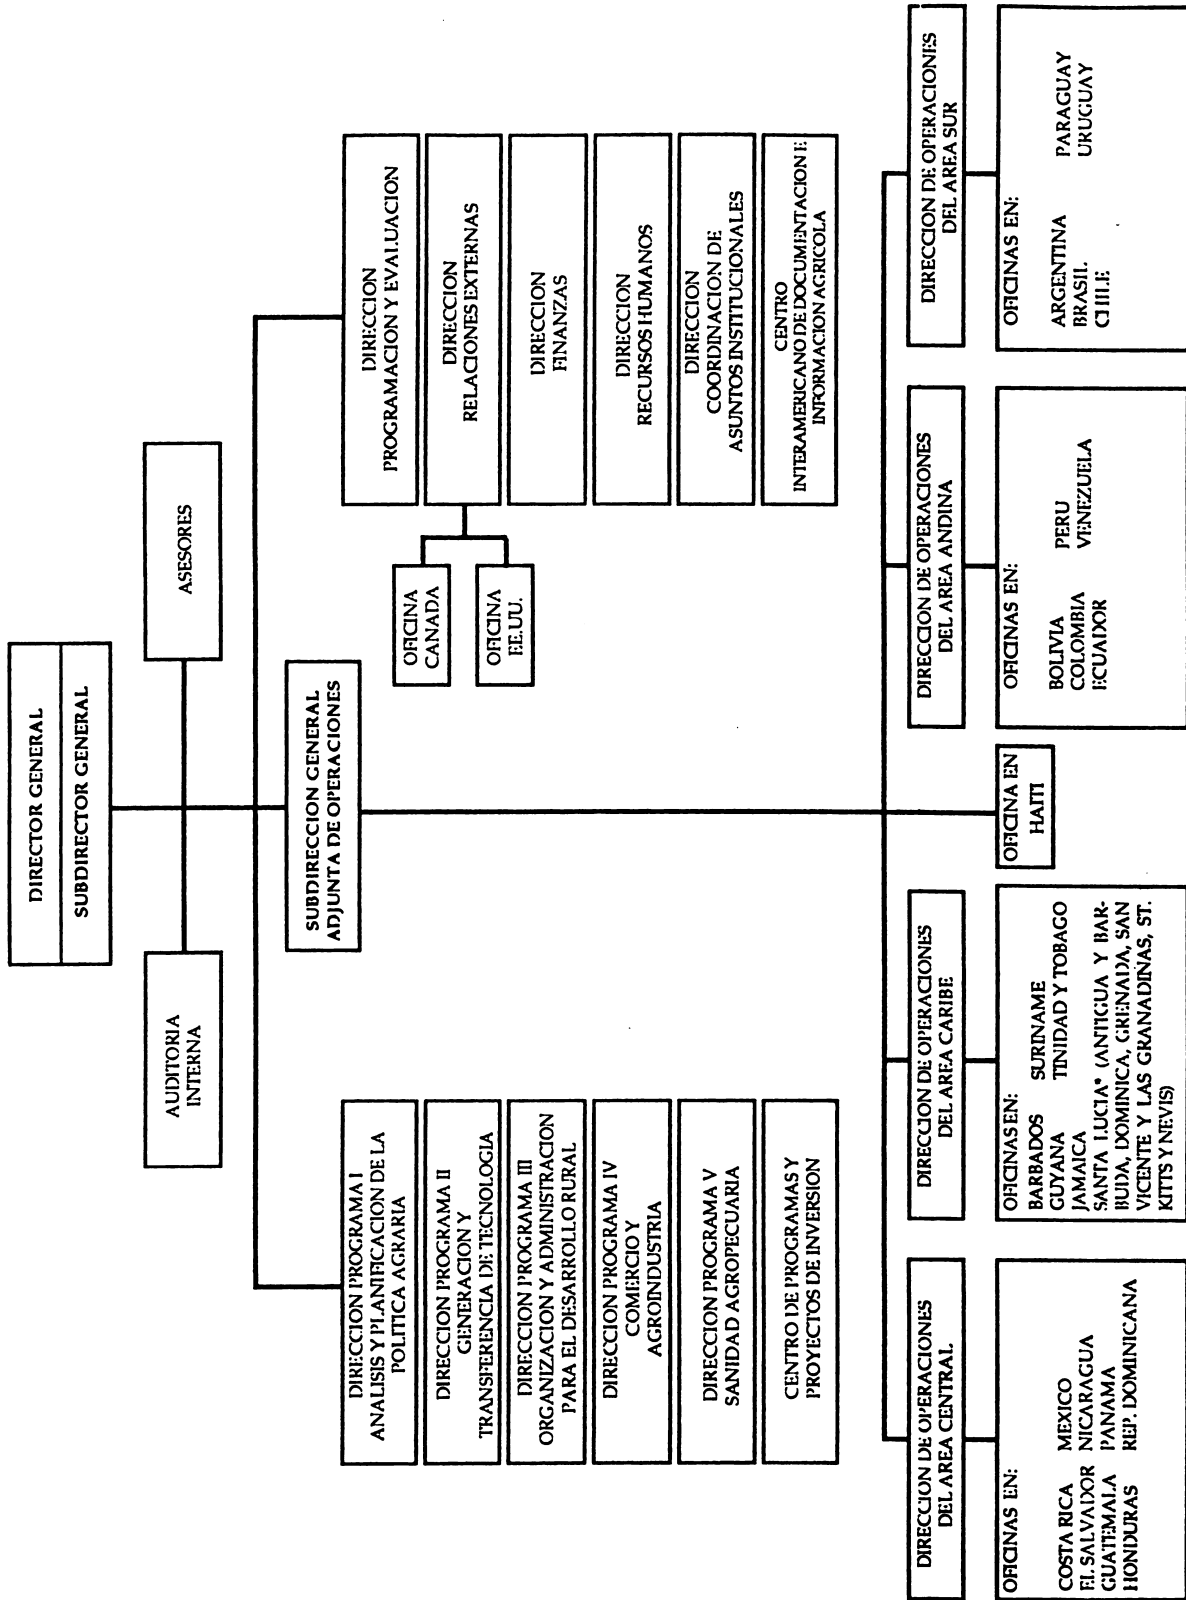 DIRECTOR GENERAL
SUBDIRECTOR GENERAL
AUDITORIA
INTERNA
ASESORES
SUBDIRECCION GENERAL
ADJUNTA DE OPERACIONES
DIRECCION PROGRAMA I
ANALISIS Y PLANIFICACION DE LA
POLITICA AGRARIA
DIRECCION PROGRAMA II
GENERACION Y
TRANSFERENCIA DE TECNOLOGIA
DIRECCION PROGRAMA III
ORGANIZACION Y ADMINISTRACION
PARA EL DESARROLLO RURAL
DIRECCION PROGRAMA IV
COMERCIO Y
AGROINDUSTRIA
DIRECCION PROGRAMA V
SANIDAD AGROPECUARIA
CENTRO DE PROGRAMAS Y
PROYECTOS DE INVERSION
DIRECCION
PROGRAMACION Y EVALUACION
DIRECCION
RELACIONES EXTERNAS
OFICINA
CANADA
OFICINA
EE.UU.
DIRECCION
FINANZAS
DIRECCION
RECURSOS HUMANOS
DIRECCION
COORDINACION DE
ASUNTOS INSTITUCIONALES
CENTRO
INTERAMERICANO DE DOCUMENTACION E
INFORMACION AGRICOLA
DIRECCION DE OPERACIONES
DEL AREA CENTRAL
OFICINAS EN:
COSTA RICA MEXICO
EL SALVADOR NICARAGUA
GUATEMALA PANAMA
HONDURAS REP. DOMINICANA
DIRECCION DE OPERACIONES
DEL AREA CARIBE
OFICINAS EN:
BARBADOS SURINAME
GUYANA TINIDAD Y TOBAGO
JAMAICA
SANTA LUCIA* (ANTIGUA Y BAR-
BUDA, DOMINICA, GRENADA, SAN
VICENTE Y LAS GRANADINAS, ST.
KITTS Y NEVIS)
OFICINA EN
HAITI
DIRECCION DE OPERACIONES
DEL AREA ANDINA
OFICINAS EN:
BOLIVIA PERU
COLOMBIA VENEZUELA
ECUADOR
DIRECCION DE OPERACIONES
DEL AREA SUR
OFICINAS EN:
ARGENTINA PARAGUAY
BRASIL URUGUAY
CHILE